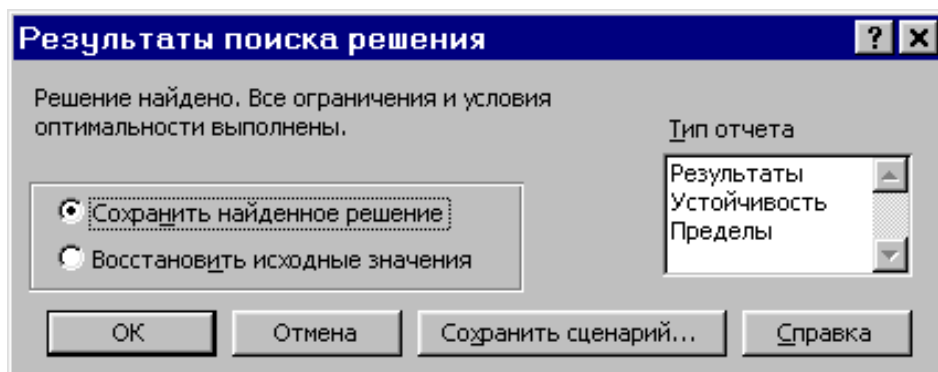 Результаты поиска решения
Решение найдено. Все ограничения и условия
оптимальности выполнены.
Тип отчета
Результаты
Устойчивость
Пределы
Сохранить найденное решение
Восстановить исходные значения
ОК Отмена Сохранить сценарий... Справка